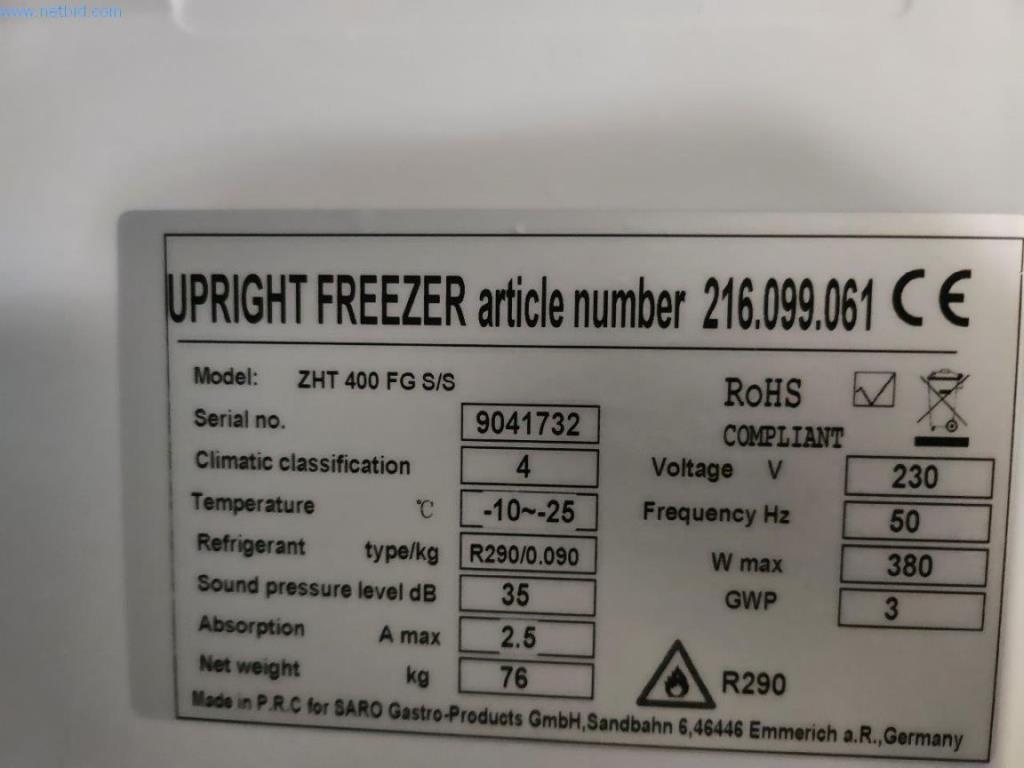 www.netbid.com
UPRIGHT FREEZER article number 216.099.061 CE
Model: ZHT 400 FG S/S
RoHS
COMPLIANT
Serial no. 9041732
Climatic classification 4
Voltage V 230
Temperature ℃ -10~-25
Frequency Hz 50
Refrigerant type/kg R290/0.090
W max 380
Sound pressure level dB 35
GWP 3
Absorption A max 2.5
Net weight kg 76
R290
Made in P.R.C for SARO Gastro-Products GmbH,Sandbahn 6,46446 Emmerich a.R.,Germany